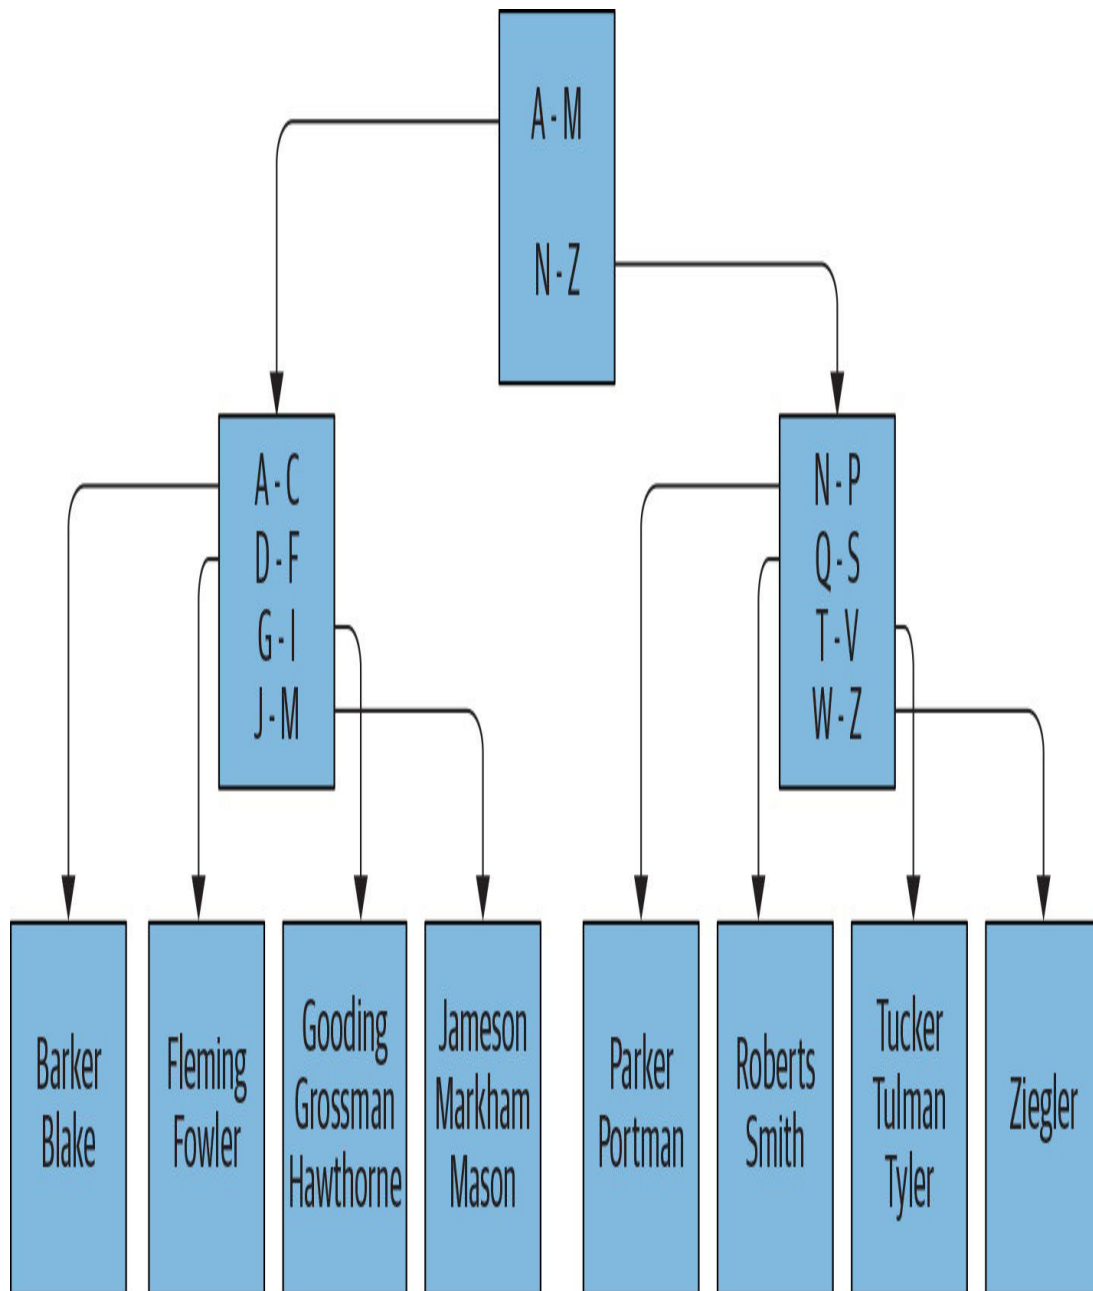 A - M
N - Z
A - C
D - F
G - I
J - M
N - P
Q - S
T - V
W - Z
Barker
Blake
Fleming
Fowler
Gooding
Grossman
Hawthorne
Jameson
Markham
Mason
Parker
Portman
Roberts
Smith
Tucker
Tulman
Tyler
Ziegler